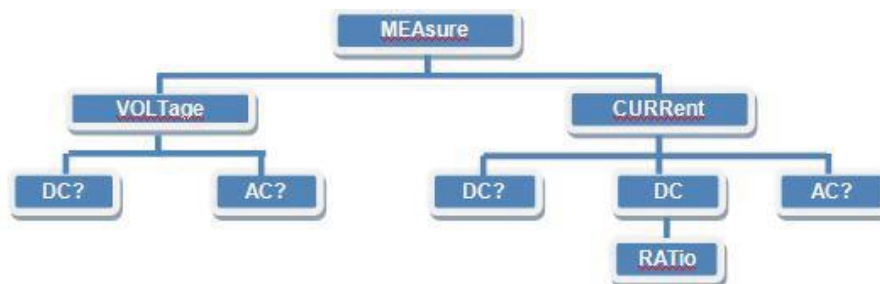 MEAsure
VOLTage
CURRent
DC?
AC?
DC?
DC
AC?
RATio